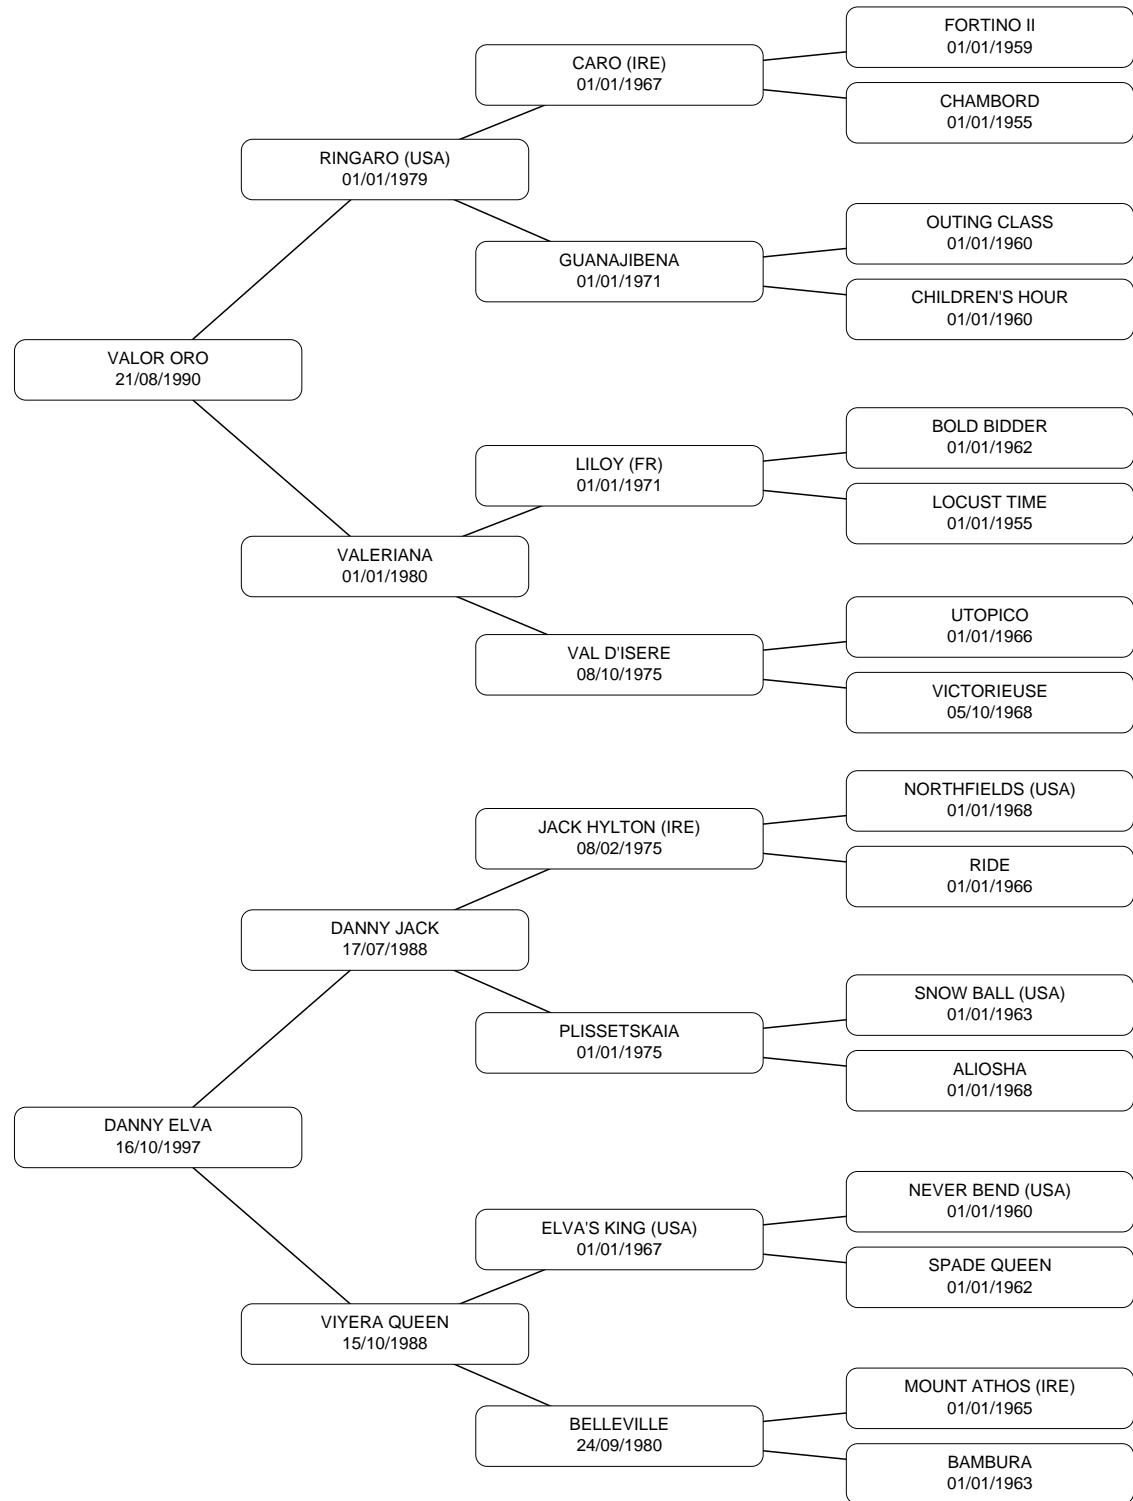 FORTINO II
01/01/1959
CARO (IRE)
01/01/1967
CHAMBORD
01/01/1955
RINGARO (USA)
01/01/1979
OUTING CLASS
01/01/1960
GUANAJIBENA
01/01/1971
CHILDREN'S HOUR
01/01/1960
VALOR ORO
21/08/1990
BOLD BIDDER
01/01/1962
LILOY (FR)
01/01/1971
LOCUST TIME
01/01/1955
VALERIANA
01/01/1980
UTOPICO
01/01/1966
VAL D'ISERE
08/10/1975
VICTORIEUSE
05/10/1968
NORTHFIELDS (USA)
01/01/1968
JACK HYLTON (IRE)
08/02/1975
RIDE
01/01/1966
DANNY JACK
17/07/1988
SNOW BALL (USA)
01/01/1963
PLISSETSKAIA
01/01/1975
ALIOSHA
01/01/1968
DANNY ELVA
16/10/1997
NEVER BEND (USA)
01/01/1960
ELVA'S KING (USA)
01/01/1967
SPADE QUEEN
01/01/1962
VIYERA QUEEN
15/10/1988
MOUNT ATHOS (IRE)
01/01/1965
BELLEVILLE
24/09/1980
BAMBURA
01/01/1963